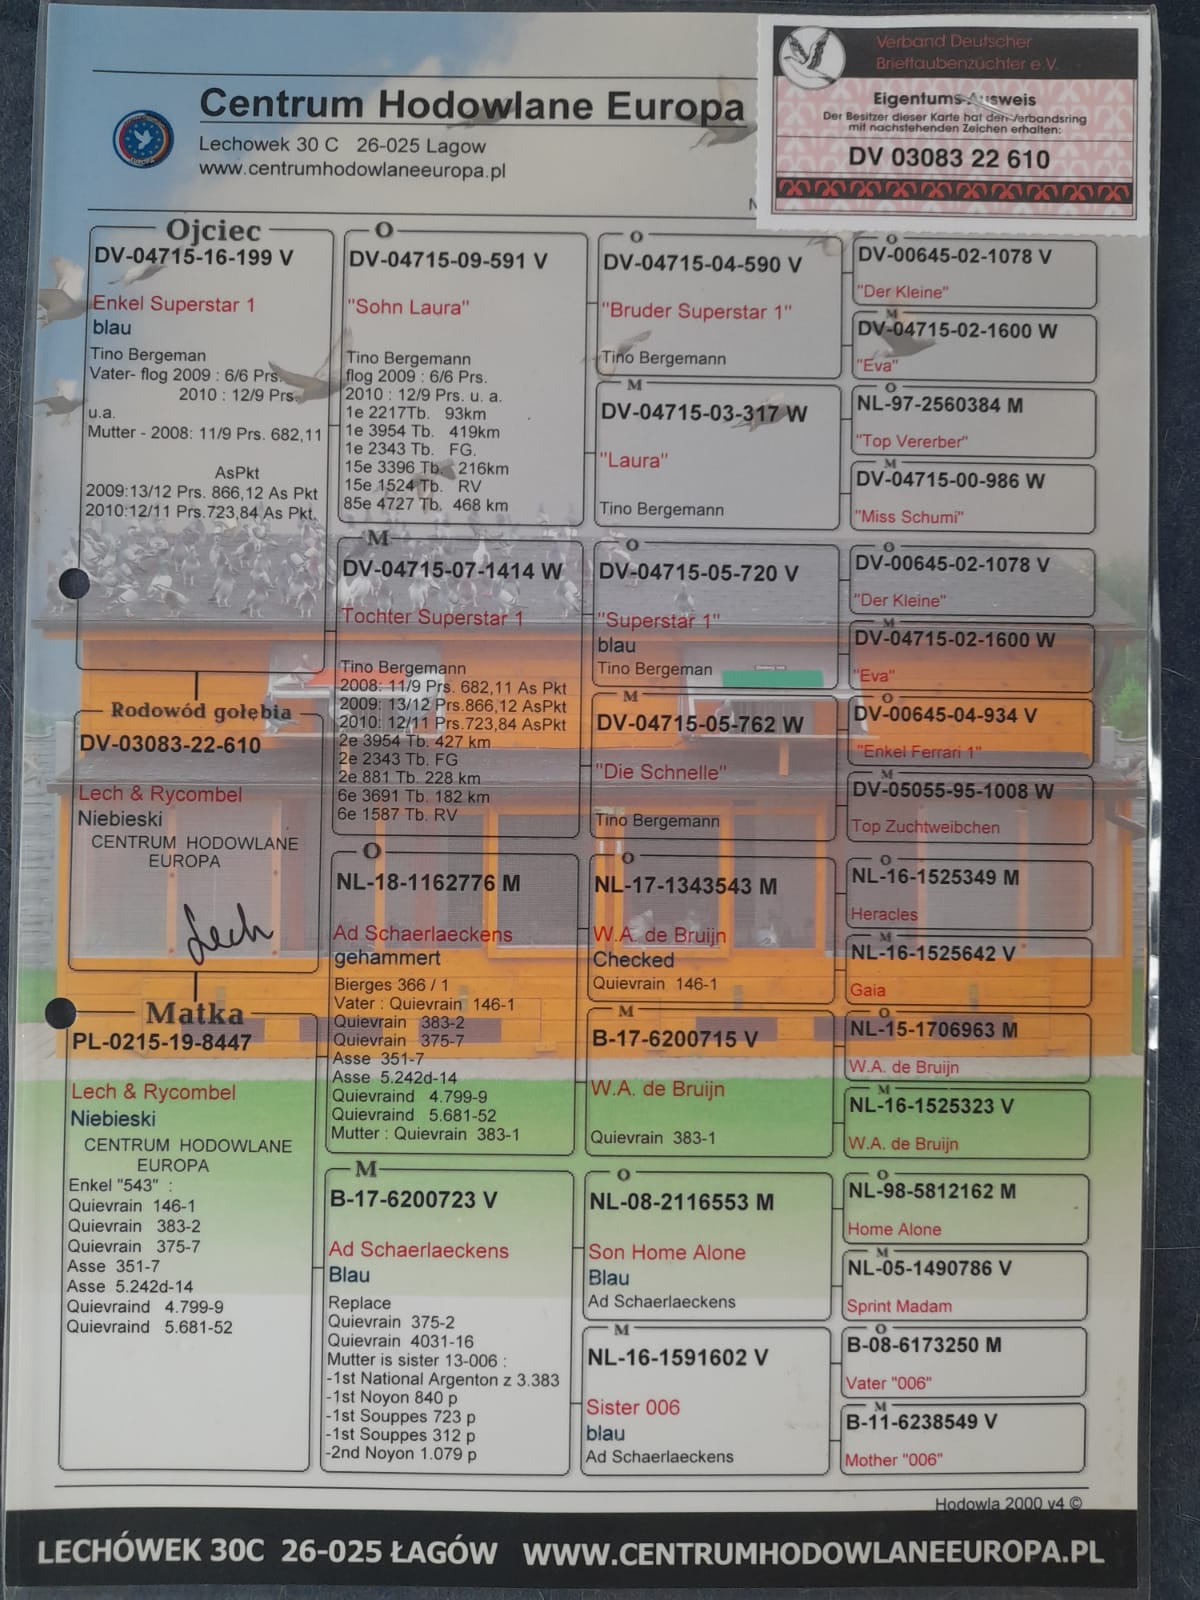 Verband Deutscher
Brieftaubenzüchter e.V.
Eigentums-Ausweis
Der Besitzer dieser Karte hat den Verbandsring
mit nachstehenden Zeichen erhalten:
DV 03083 22 610
Centrum Hodowlane Europa
Lechowek 30 C 26-025 Lagow
www.centrumhodowlaneeuropa.pl
Ojciec
DV-04715-16-199 V
Enkel Superstar 1
blau
Tino Bergeman
Vater- flog 2009 : 6/6 Prs.
2010 : 12/9 Prs.
u.a.
Mutter - 2008: 11/9 Prs. 682,11
AsPkt
2009:13/12 Prs. 866,12 As Pkt
2010:12/11 Prs.723,84 As Pkt.
Rodowód gołębia
DV-03083-22-610
Lech & Rycombel
Niebieski
CENTRUM HODOWLANE
EUROPA
Lech
Matka
PL-0215-19-8447
Lech & Rycombel
Niebieski
CENTRUM HODOWLANE
EUROPA
Enkel "543" :
Quievrain 146-1
Quievrain 383-2
Quievrain 375-7
Asse 351-7
Asse 5.242d-14
Quievraind 4.799-9
Quievraind 5.681-52
O
DV-04715-09-591 V
"Sohn Laura"
Tino Bergemann
flog 2009 : 6/6 Prs.
2010 : 12/9 Prs. u. a.
1e 2217Tb. 93km
1e 3954 Tb. 419km
1e 2343 Tb. FG.
15e 3396 Tb. 216km
15e 1524 Tb. RV
85e 4727 Tb. 468 km
M
DV-04715-07-1414 W
Tochter Superstar 1
Tino Bergemann
2008: 11/9 Prs. 682,11 As Pkt
2009: 13/12 Prs.866,12 As Pkt
2010: 12/11 Prs.723,84 AsPkt
2e 3954 Tb. 427 km
2e 2343 Tb. FG
2e 881 Tb. 228 km
6e 3691 Tb. 182 km
6e 1587 Tb. RV
O
NL-18-1162776 M
Ad Schaerlaeckens
gehammert
Bierges 366 / 1
Vater : Quievrain 146-1
Quievrain 383-2
Quievrain 375-7
Asse 351-7
Asse 5.242d-14
Quievraind 4.799-9
Quievraind 5.681-52
Mutter : Quievrain 383-1
M
B-17-6200723 V
Ad Schaerlaeckens
Blau
Replace
Quievrain 375-2
Quievrain 4031-16
Mutter is sister 13-006 :
-1st National Argenton z 3.383
-1st Noyon 840 p
-1st Souppes 723 p
-1st Souppes 312 p
-2nd Noyon 1.079 p
O
DV-04715-04-590 V
"Bruder Superstar 1"
Tino Bergemann
M
DV-04715-03-317 W
"Laura"
Tino Bergemann
O
DV-04715-05-720 V
"Superstar 1"
blau
Tino Bergeman
M
DV-04715-05-762 W
"Die Schnelle"
Tino Bergemann
O
NL-17-1343543 M
W.A. de Bruijn
Checked
Quievrain 146-1
M
B-17-6200715 V
W.A. de Bruijn
Quievrain 383-1
O
NL-08-2116553 M
Son Home Alone
Blau
Ad Schaerlaeckens
M
NL-16-1591602 V
Sister 006
blau
Ad Schaerlaeckens
O
DV-00645-02-1078 V
"Der Kleine"
M
DV-04715-02-1600 W
"Eva"
O
NL-97-2560384 M
"Top Vererber"
M
DV-04715-00-986 W
"Miss Schumi"
O
DV-00645-02-1078 V
"Der Kleine"
M
DV-04715-02-1600 W
"Eva"
O
DV-00645-04-934 V
"Enkel Ferrari 1"
M
DV-05055-95-1008 W
Top Zuchtweibchen
O
NL-16-1525349 M
Heracles
M
NL-16-1525642 V
Gaia
O
NL-15-1706963 M
W.A. de Bruijn
M
NL-16-1525323 V
W.A. de Bruijn
O
NL-98-5812162 M
Home Alone
M
NL-05-1490786 V
Sprint Madam
O
B-08-6173250 M
Vater "006"
M
B-11-6238549 V
Mother "006"
Hodowla 2000 v4 ©
LECHÓWEK 30C 26-025 ŁAGÓW WWW.CENTRUMHODOWLANEEUROPA.PL